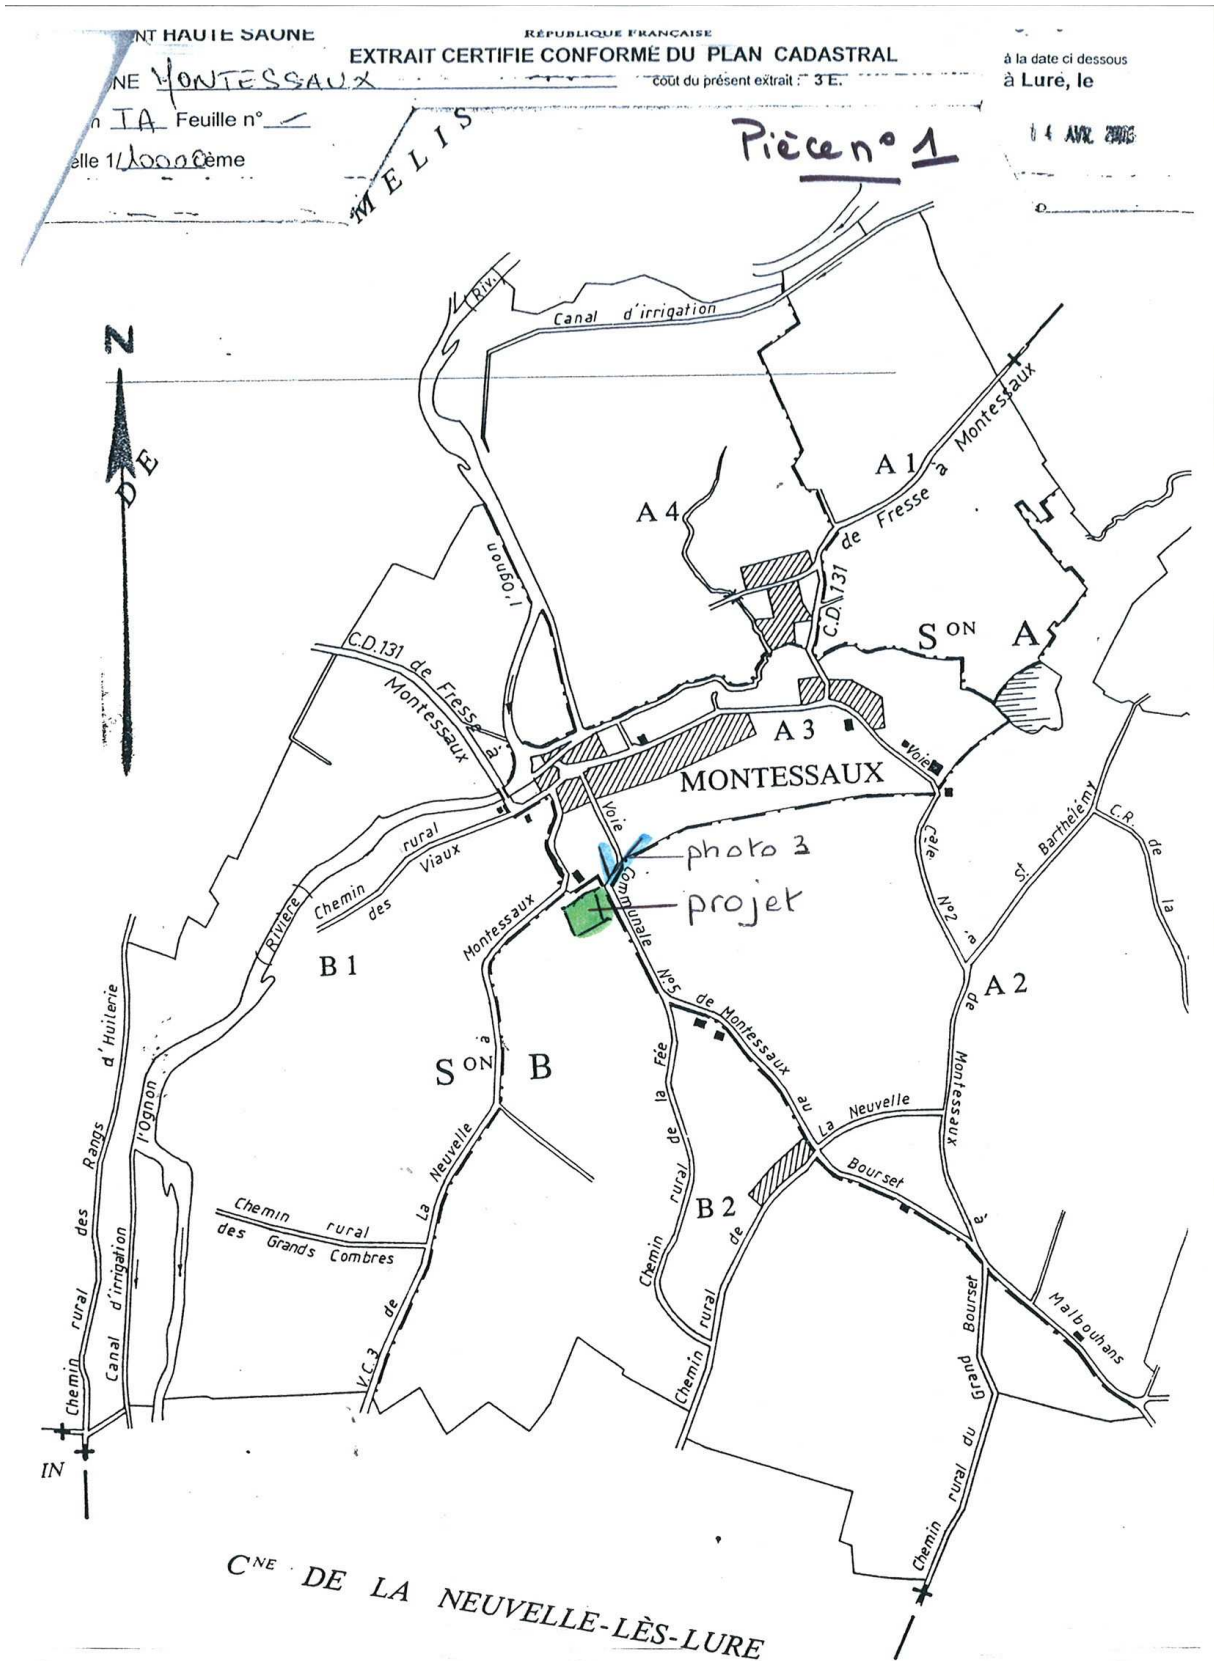 NT HAUTE SAONE
RÉPUBLIQUE FRANÇAISE
EXTRAIT CERTIFIE CONFORME DU PLAN CADASTRAL
coût du présent extrait : 3 E.
à la date ci dessous
à Lure, le
NE MONTESSAUX
n IA Feuille n°
elle 1/10000ème
14 AVR.
Pièce n° 1
MELIS
N
DE
Riv.
Canal d'irrigation
A 1
de Fresse à Montessaux
A 4
l'Ognon
C.D. 131
S ON A
C.D.131 de Fresse à
Montessaux
A 3
MONTESSAUX
Voie
Cale
N°2
à
St Barthélémy
C.R. de la
Chemin rural
des Viaux
Voie Communale N°5 de Montessaux au
photo 3
projet
Rivière
B 1
Montessaux
A 2
d'Huilerie
S ON B
à
La Neuvelle
de
V.C.3
l'Ognon
Chemin rural des Rangs
Canal d'irrigation
Chemin rural
des Grands Combres
Chemin rural de la Fée
La Neuvelle
Bourset
B 2
Chemin rural de
de Montessaux à
Malbouhans
Chemin rural du Grand Bourset
IN
CNE DE LA NEUVELLE-LÈS-LURE